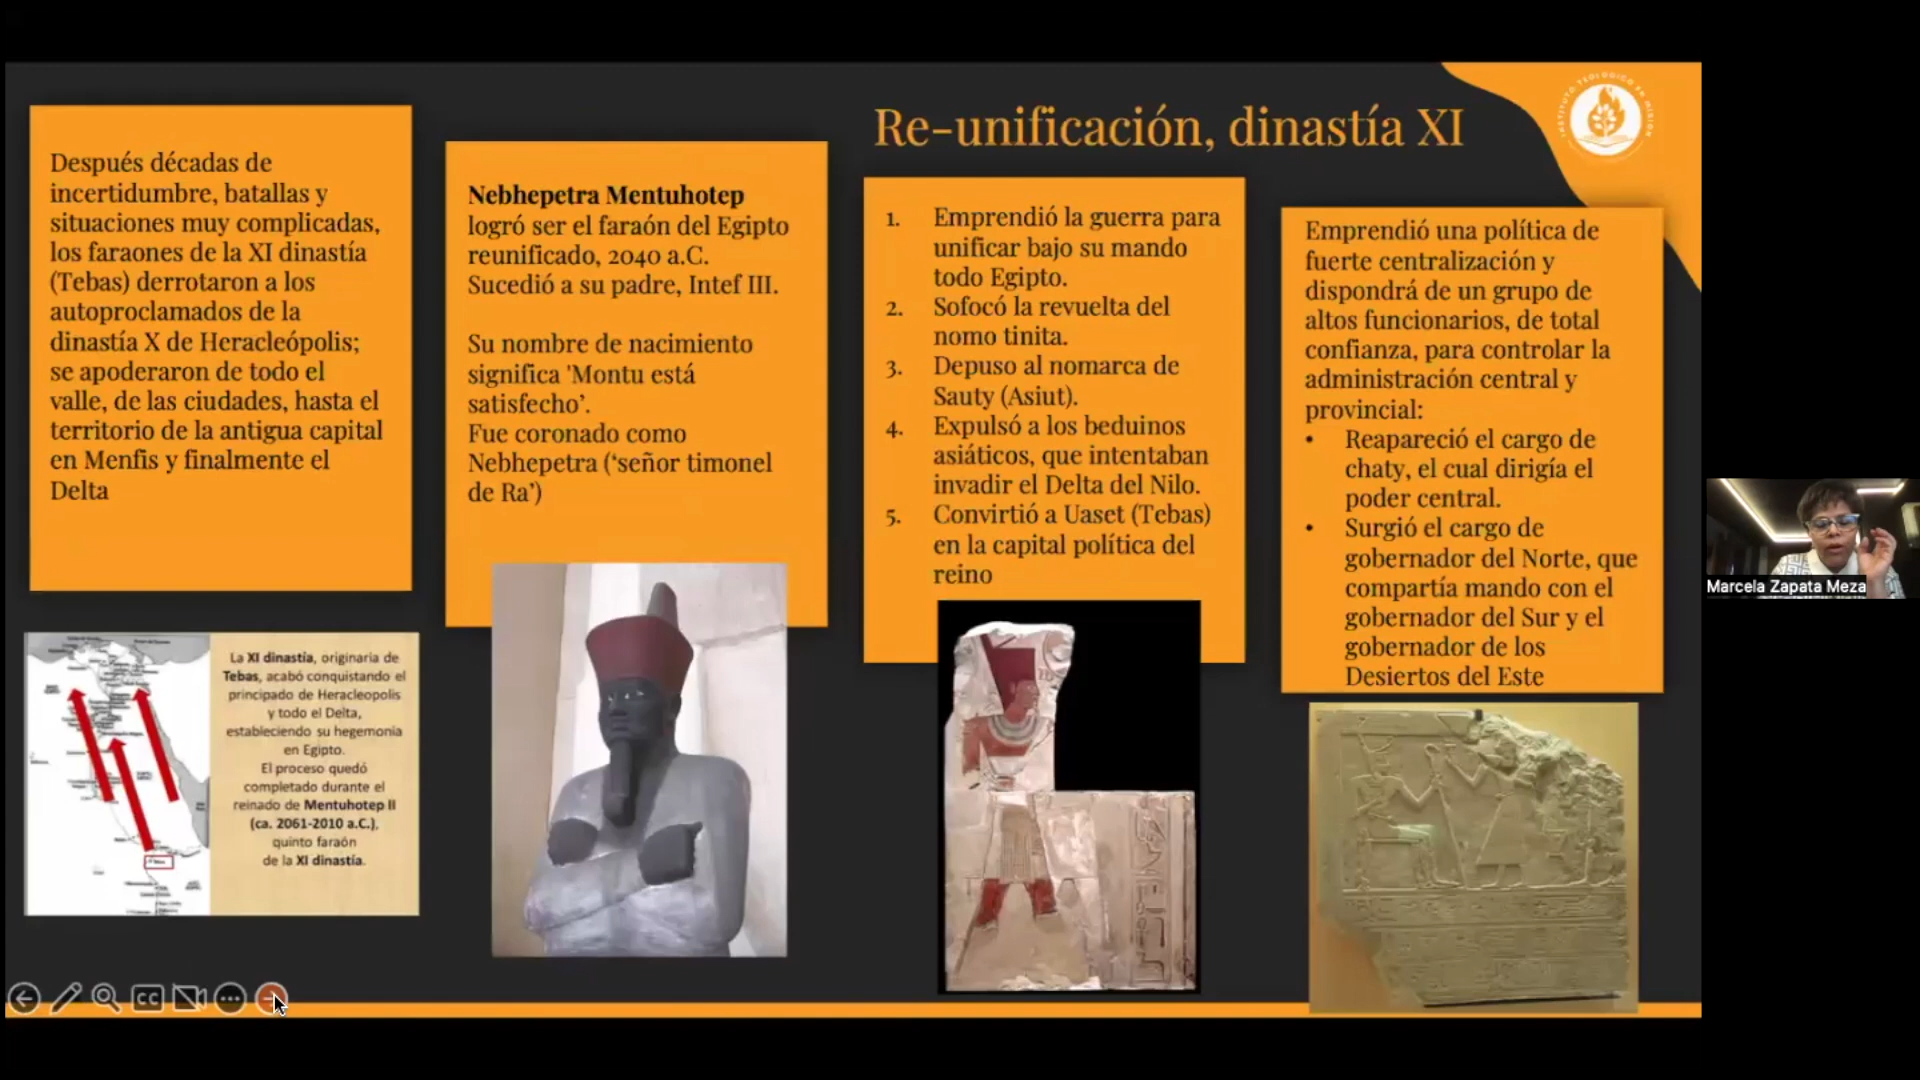 Re-unificación, dinastía XI
INSTITUTO TEOLÓGICO EN MISIÓN
Después décadas de
incertidumbre, batallas y
situaciones muy complicadas,
los faraones de la XI dinastía
(Tebas) derrotaron a los
autoproclamados de la
dinastía X de Heracleópolis;
se apoderaron de todo el
valle, de las ciudades, hasta el
territorio de la antigua capital
en Menfis y finalmente el
Delta
La XI dinastía, originaria de
Tebas, acabó conquistando el
principado de Heracleopolis
y todo el Delta,
estableciendo su hegemonía
en Egipto.
El proceso quedó
completado durante el
reinado de Mentuhotep II
(ca. 2061-2010 a.C.),
quinto faraón
de la XI dinastía.
Nebhepetra Mentuhotep
logró ser el faraón del Egipto
reunificado, 2040 a.C.
Sucedió a su padre, Intef III.
Su nombre de nacimiento
significa 'Montu está
satisfecho’.
Fue coronado como
Nebhepetra (‘señor timonel
de Ra’)
1. Emprendió la guerra para
unificar bajo su mando
todo Egipto.
2. Sofocó la revuelta del
nomo tinita.
3. Depuso al nomarca de
Sauty (Asiut).
4. Expulsó a los beduinos
asiáticos, que intentaban
invadir el Delta del Nilo.
5. Convirtió a Uaset (Tebas)
en la capital política del
reino
Emprendió una política de
fuerte centralización y
dispondrá de un grupo de
altos funcionarios, de total
confianza, para controlar la
administración central y
provincial:
• Reapareció el cargo de
chaty, el cual dirigía el
poder central.
• Surgió el cargo de
gobernador del Norte, que
compartía mando con el
gobernador del Sur y el
gobernador de los
Desiertos del Este
Marcela Zapata Meza
CC